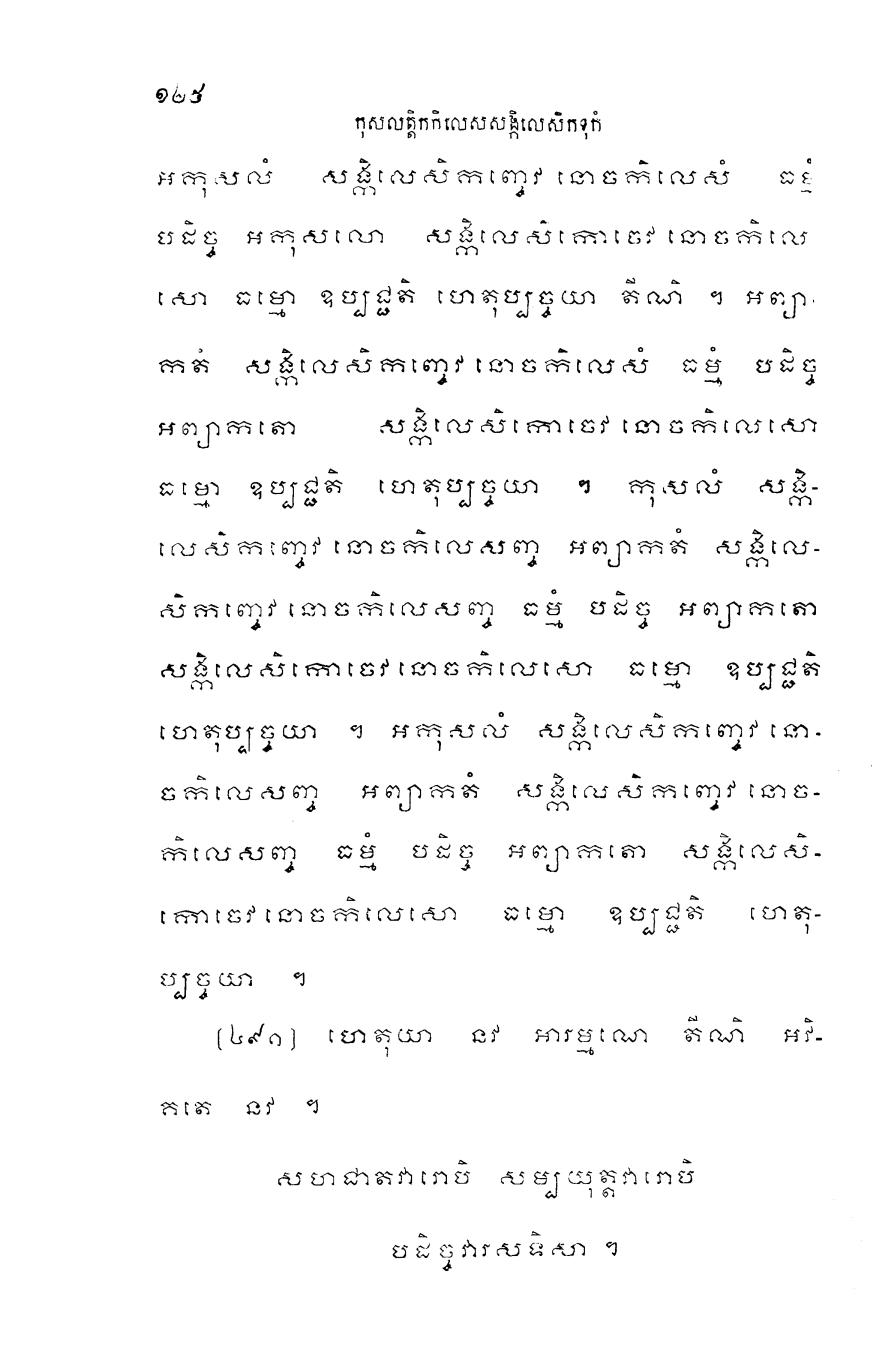 ១៤៥
កុសលត្តិកកិលេសសង្កិលេសិកទុកំ
អកុសលំ សង្កិលេសិកញ្ចេវ នោចកិលេសំ ធម្មំ
បដិច្ច អកុសលោ សង្កិលេសិកោចេវ នោចកិលេ
សោ ធម្មោ ឧប្បជ្ជតិ ហេតុប្បច្ចយា តីណិ ។ អព្យា
កតំ សង្កិលេសិកញ្ចេវ នោចកិលេសំ ធម្មំ បដិច្ច
អព្យាកតោ សង្កិលេសិកោចេវ នោចកិលេសោ
ធម្មោ ឧប្បជ្ជតិ ហេតុប្បច្ចយា ។ កុសលំ សង្កិ-
លេសិកញ្ចេវ នោចកិលេសញ្ច អព្យាកតំ សង្កិលេ-
សិកញ្ចេវ នោចកិលេសញ្ច ធម្មំ បដិច្ច អព្យាកតោ
សង្កិលេសិកោចេវ នោចកិលេសោ ធម្មោ ឧប្បជ្ជតិ
ហេតុប្បច្ចយា ។ អកុសលំ សង្កិលេសិកញ្ចេវ នោ-
ចកិលេសញ្ច អព្យាកតំ សង្កិលេសិកញ្ចេវ នោច-
កិលេសញ្ច ធម្មំ បដិច្ច អព្យាកតោ សង្កិលេសិ-
កោចេវ នោចកិលេសោ ធម្មោ ឧប្បជ្ជតិ ហេតុ-
ប្បច្ចយា ។
[៤៩១] ហេតុយា នវ អារម្មណេ តីណិ អវិ-
កតេ នវ ។
សហជាតវារោបិ សម្បយុត្តវារោបិ
បដិច្ចវារសទិសា ។